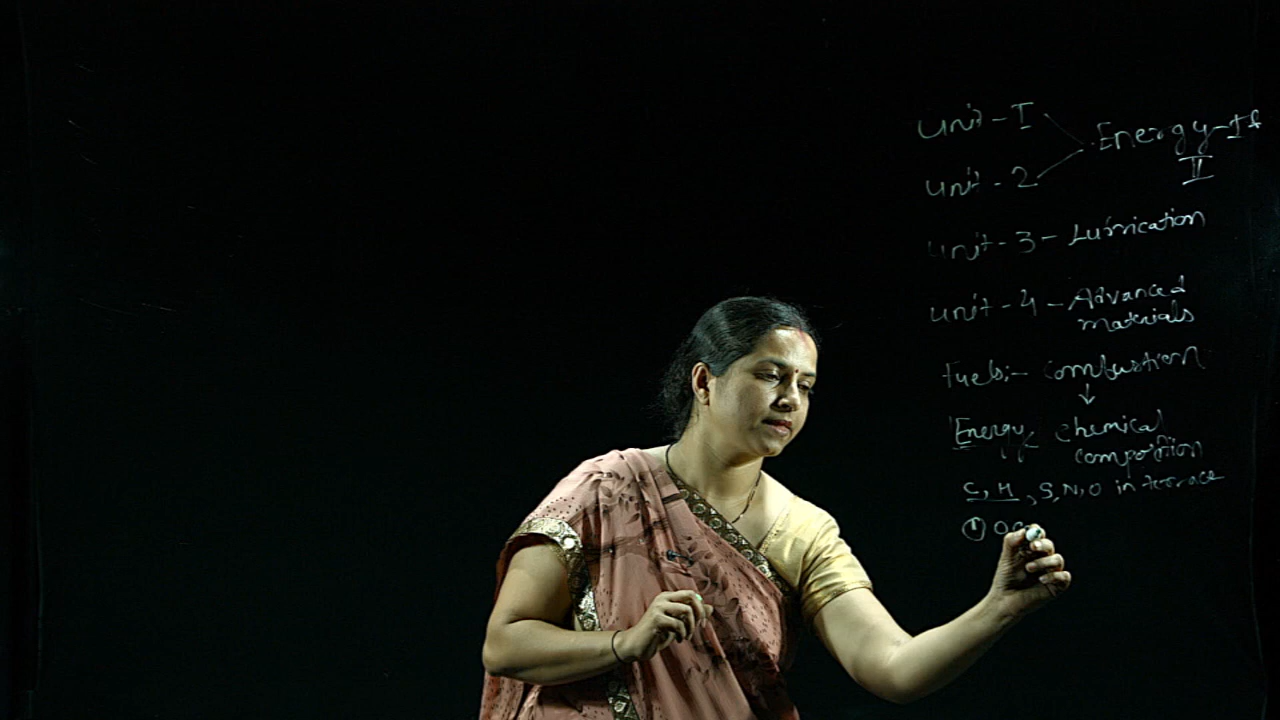 Unit - I
Energy - I &
II
Unit - 2
Unit - 3 - Lubrication
Unit - 4 - Advanced
materials
Fuels:- Combustion
↓
Energy chemical
composition
C, H, S, N, O in terrace
①